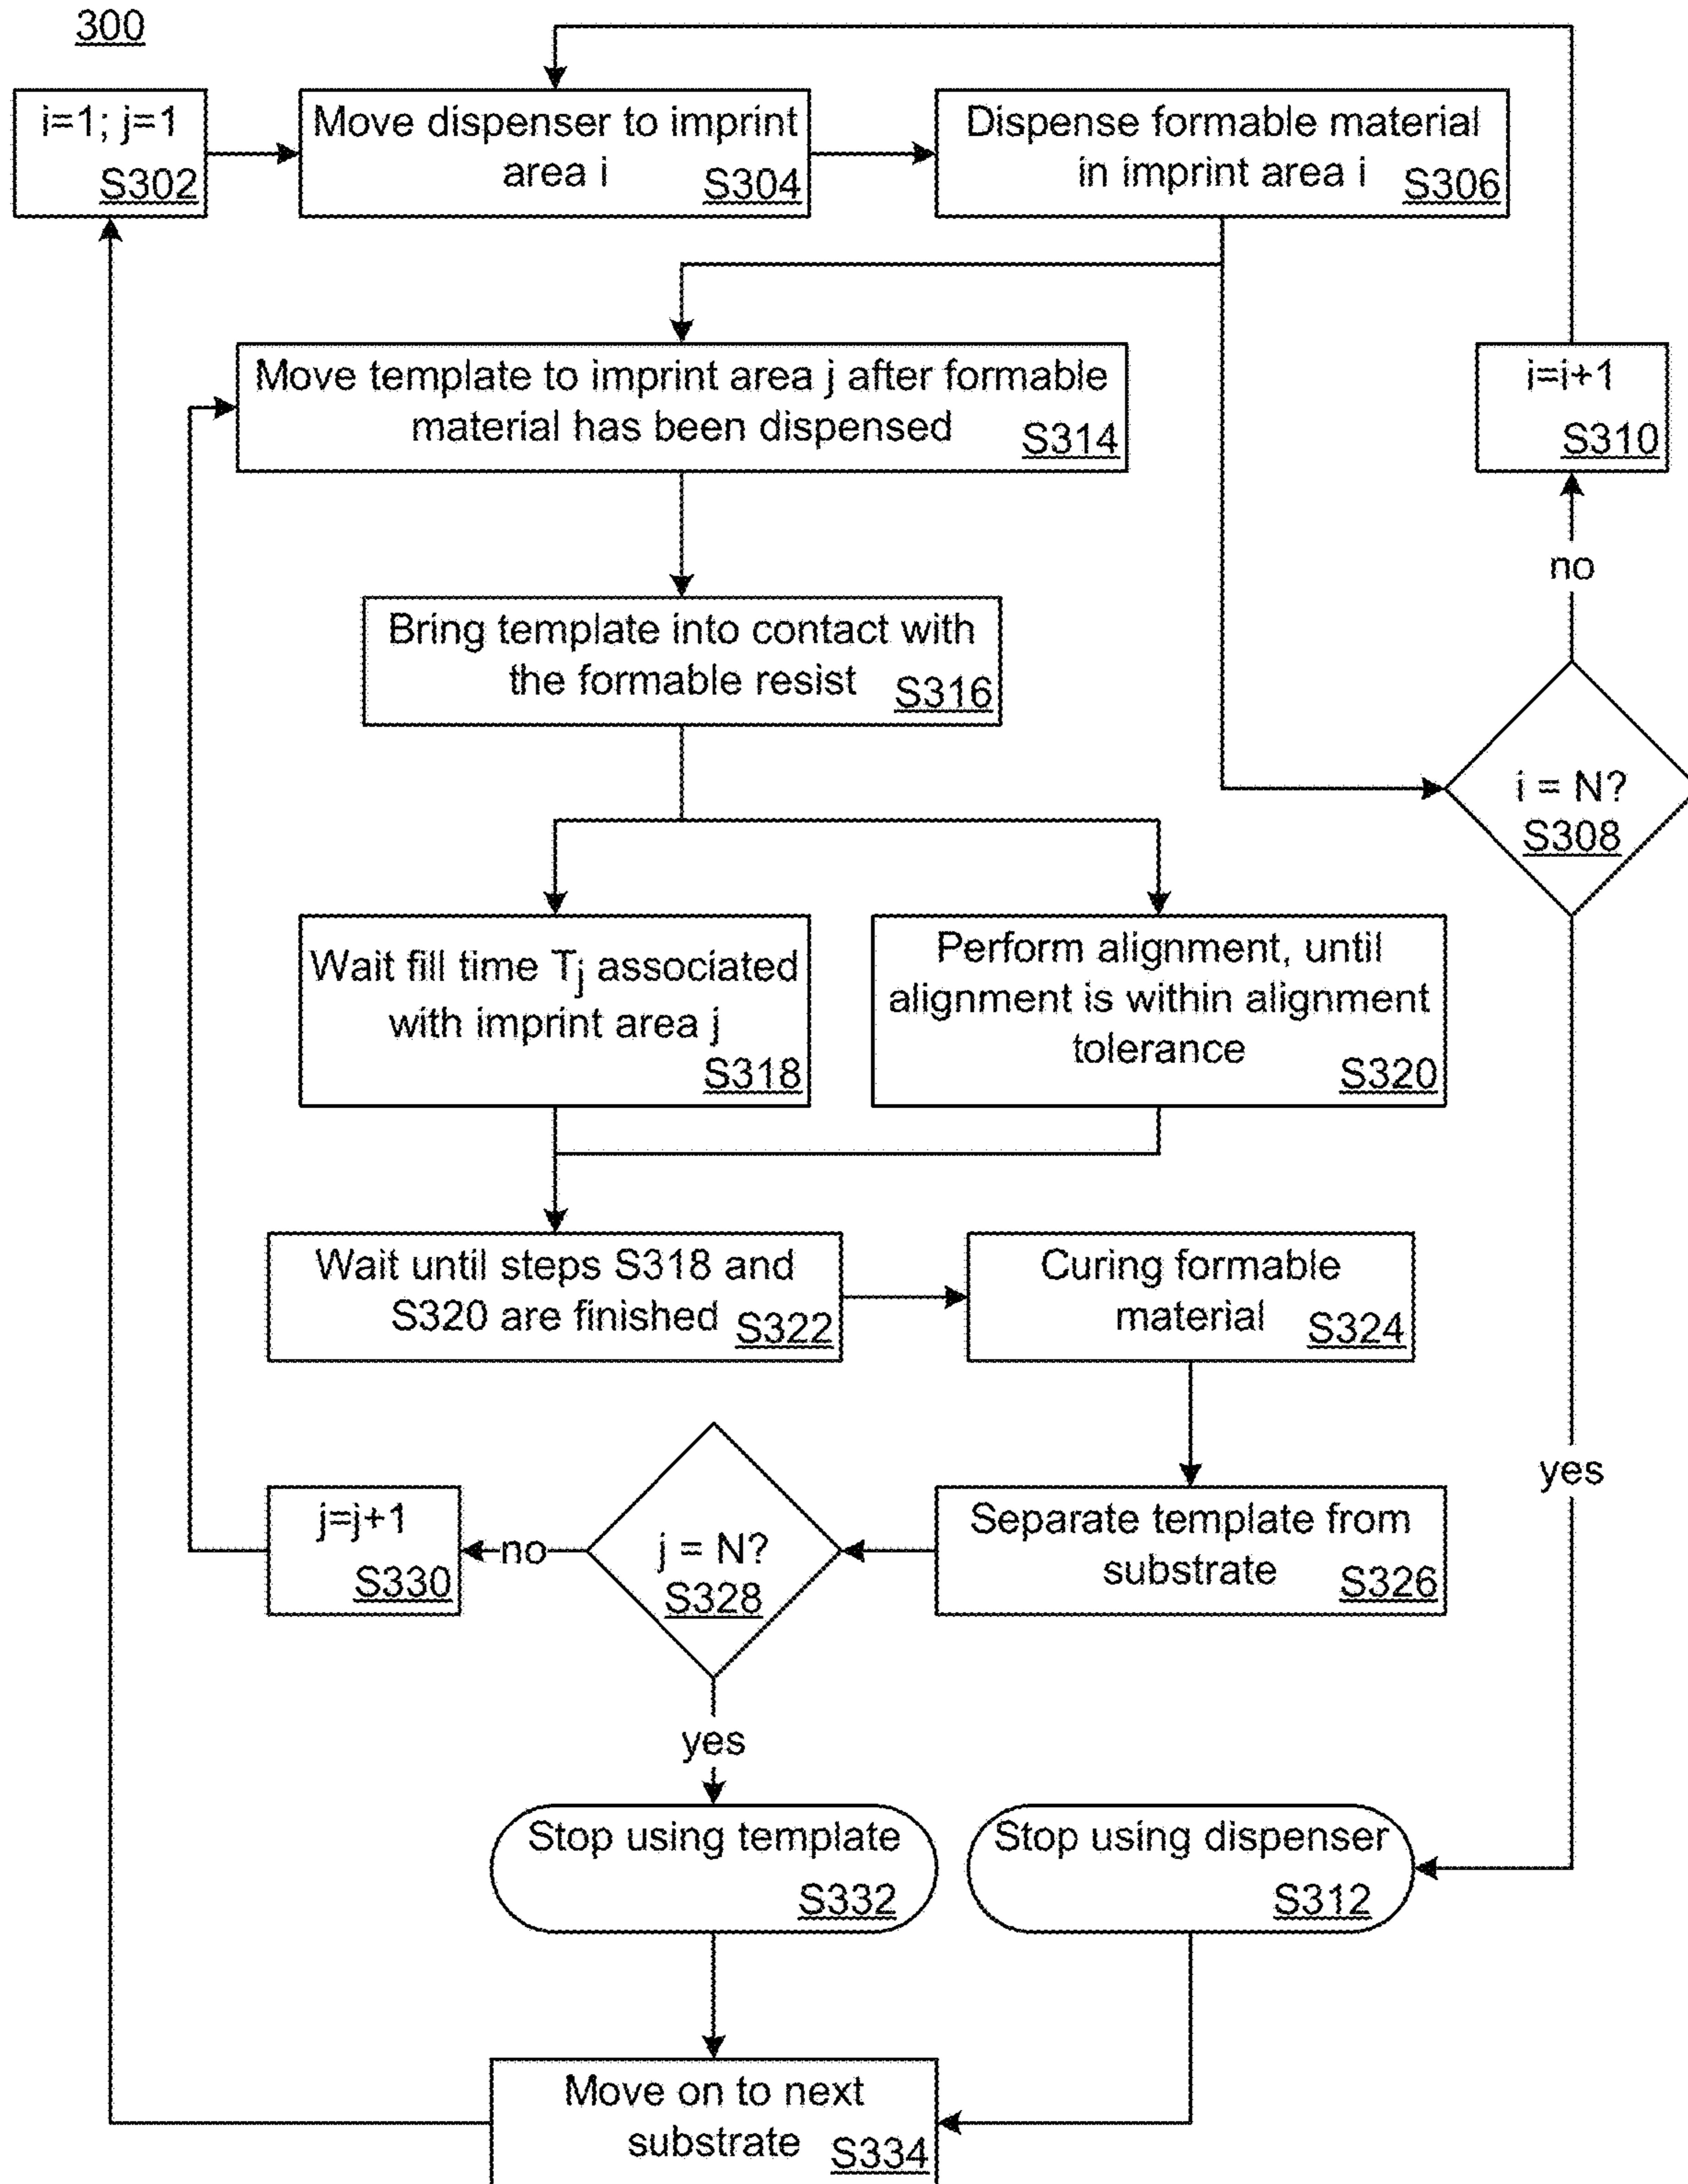 300
i=1; j=1
S302
Move dispenser to imprint
area i
S304
Dispense formable material
in imprint area i
S306
Move template to imprint area j after formable
material has been dispensed
S314
i=i+1
S310
no
Bring template into contact with
the formable resist
S316
i = N?
S308
Wait fill time Tj associated
with imprint area j
S318
Perform alignment, until
alignment is within alignment
tolerance
S320
Wait until steps S318 and
S320 are finished
S322
Curing formable
material
S324
yes
j=j+1
S330
no
j = N?
S328
Separate template from
substrate
S326
yes
Stop using template
S332
Stop using dispenser
S312
Move on to next
substrate
S334